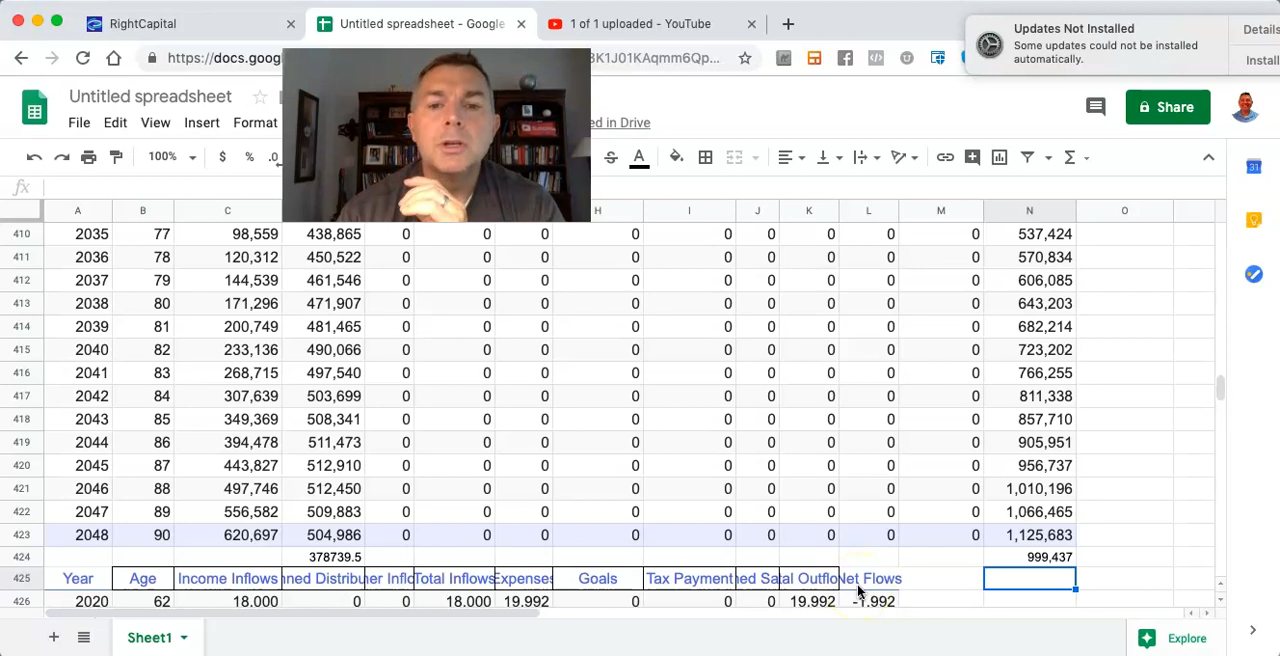 RightCapital
Untitled spreadsheet - Google
1 of 1 uploaded - YouTube
Updates Not Installed
Some updates could not be installed
automatically.
Details
Install
https://docs.goog
3K1J01KAqmm6Qp...
Untitled spreadsheet
File Edit View Insert Format
ed in Drive
Share
100% $ % .0
fx
A B C H I J K L M N O
410 2035 77 98,559 438,865 0 0 0 0 0 0 0 0 0 537,424
411 2036 78 120,312 450,522 0 0 0 0 0 0 0 0 0 570,834
412 2037 79 144,539 461,546 0 0 0 0 0 0 0 0 0 606,085
413 2038 80 171,296 471,907 0 0 0 0 0 0 0 0 0 643,203
414 2039 81 200,749 481,465 0 0 0 0 0 0 0 0 0 682,214
415 2040 82 233,136 490,066 0 0 0 0 0 0 0 0 0 723,202
416 2041 83 268,715 497,540 0 0 0 0 0 0 0 0 0 766,255
417 2042 84 307,639 503,699 0 0 0 0 0 0 0 0 0 811,338
418 2043 85 349,369 508,341 0 0 0 0 0 0 0 0 0 857,710
419 2044 86 394,478 511,473 0 0 0 0 0 0 0 0 0 905,951
420 2045 87 443,827 512,910 0 0 0 0 0 0 0 0 0 956,737
421 2046 88 497,746 512,450 0 0 0 0 0 0 0 0 0 1,010,196
422 2047 89 556,582 509,883 0 0 0 0 0 0 0 0 0 1,066,465
423 2048 90 620,697 504,986 0 0 0 0 0 0 0 0 0 1,125,683
424 378739.5 999,437
425 Year Age Income Inflows nned Distribu er Inflo Total Inflows Expenses Goals Tax Payment ned Sa al Outflo Net Flows
426 2020 62 18,000 0 0 18,000 19,992 0 0 0 19,992 -1,992
Sheet1
Explore